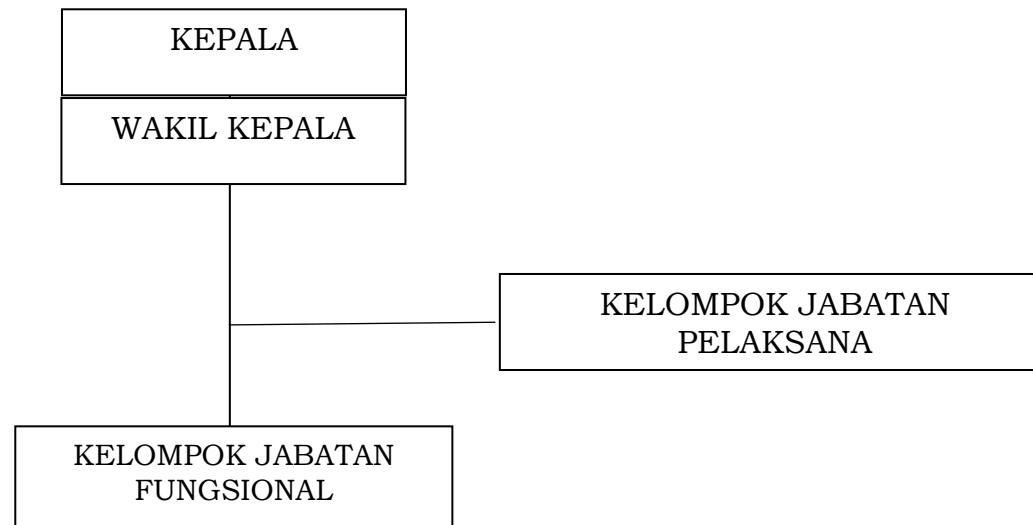 KEPALA
WAKIL KEPALA
KELOMPOK JABATAN
PELAKSANA
KELOMPOK JABATAN
FUNGSIONAL